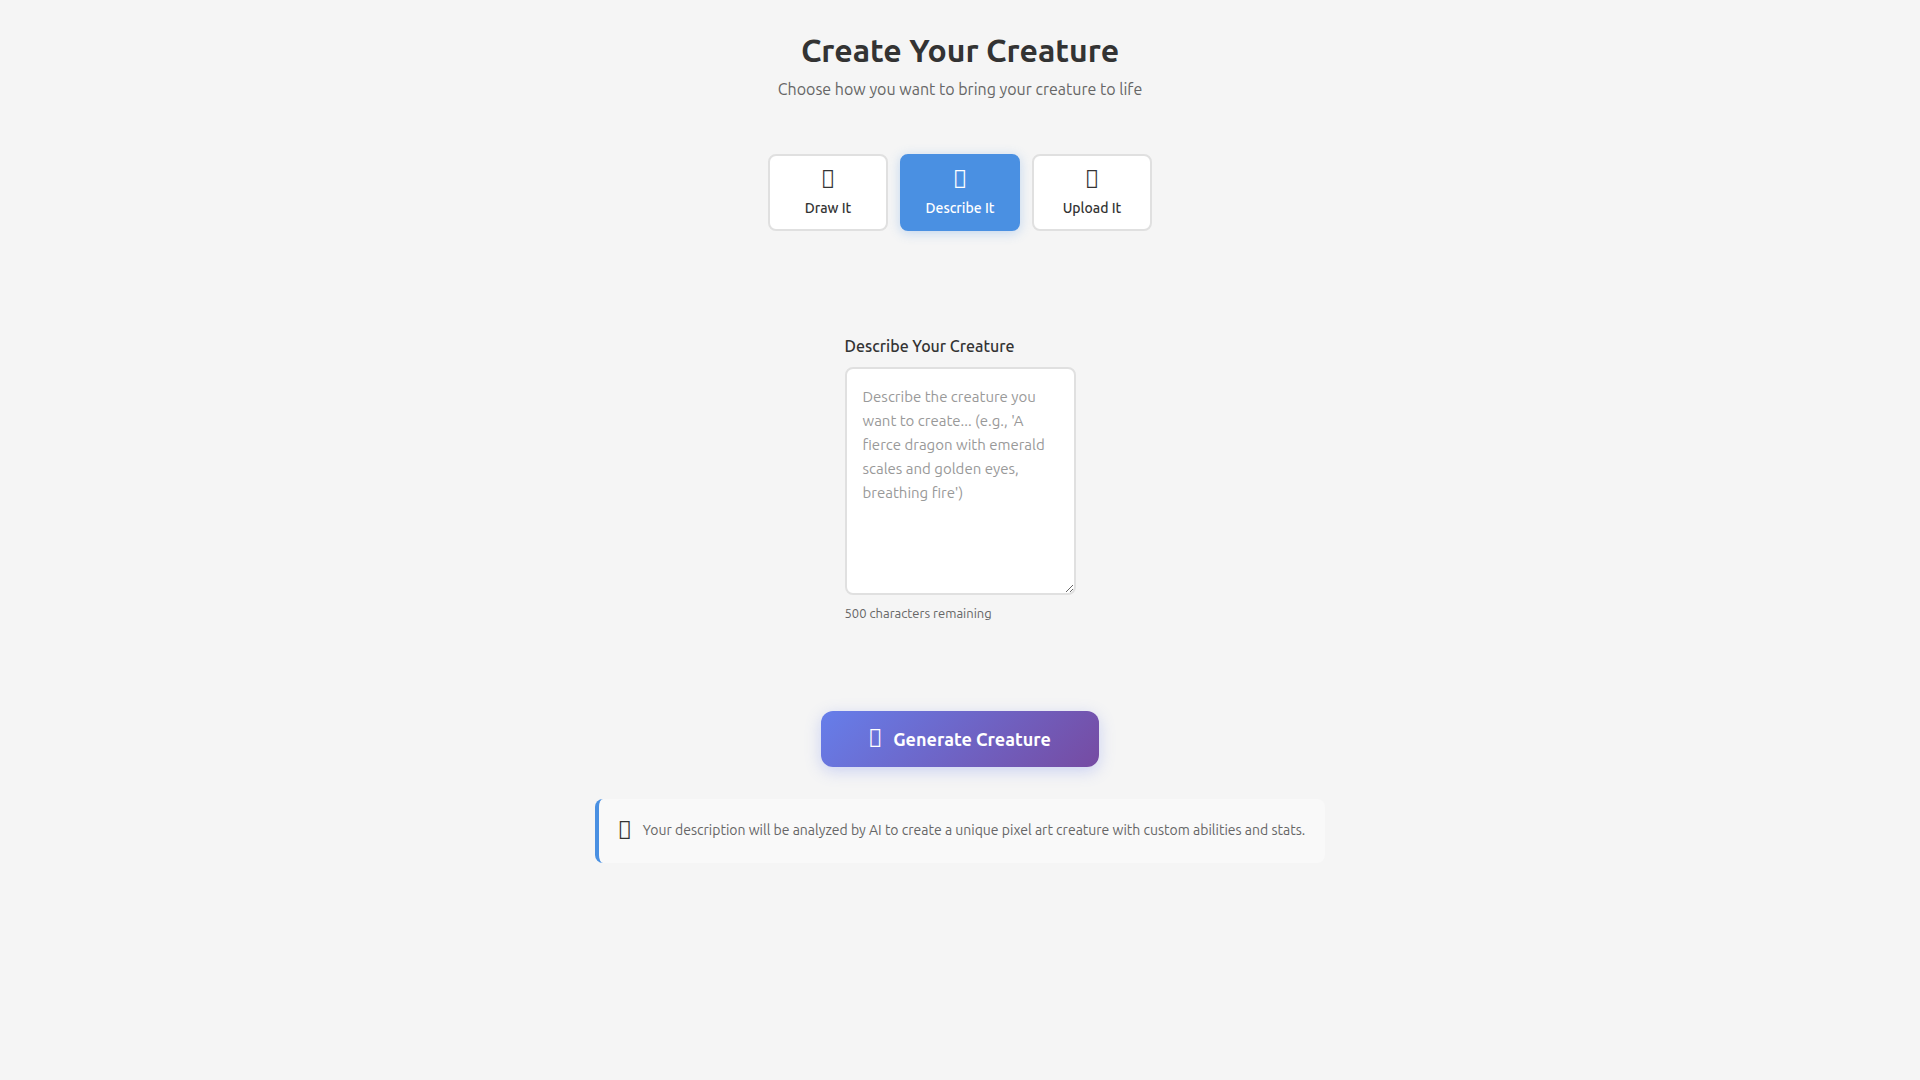 Create Your Creature
Choose how you want to bring your creature to life
Draw It
Describe It
Upload It
Describe Your Creature
Describe the creature you
want to create... (e.g., 'A
fierce dragon with emerald
scales and golden eyes,
breathing fire')
500 characters remaining
Generate Creature
Your description will be analyzed by AI to create a unique pixel art creature with custom abilities and stats.